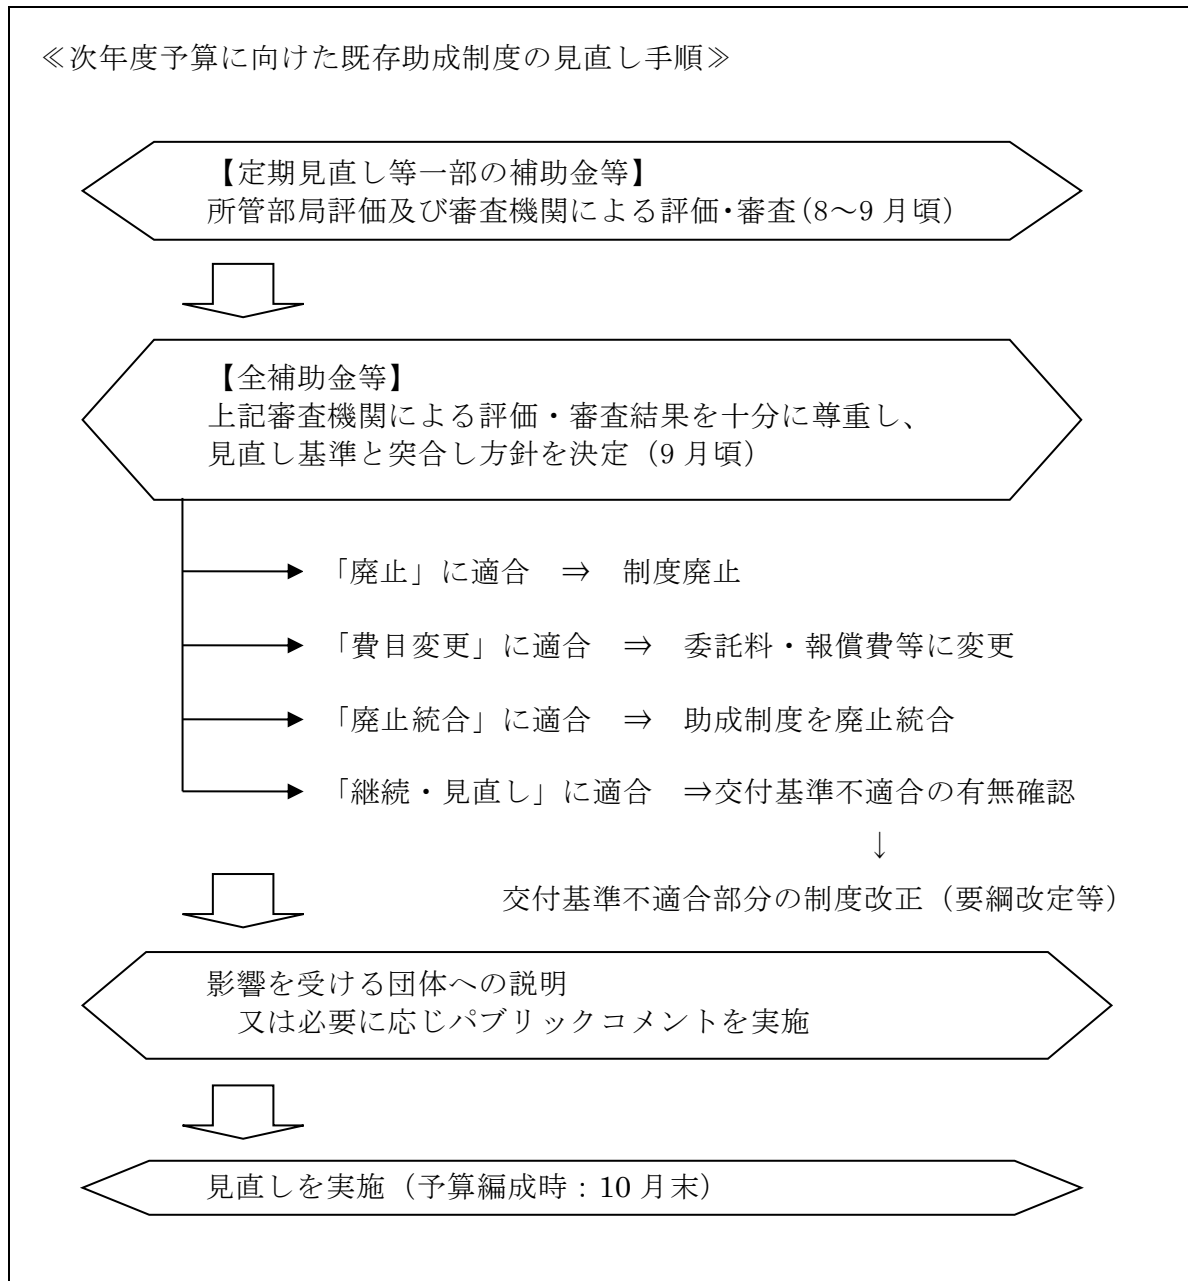 ≪次年度予算に向けた既存助成制度の見直し手順≫
【定期見直し等一部の補助金等】
所管部局評価及び審査機関による評価・審査(8～9月頃)
【全補助金等】
上記審査機関による評価・審査結果を十分に尊重し、
見直し基準と突合し方針を決定（9月頃）
「廃止」に適合　⇒　制度廃止
「費目変更」に適合　⇒　委託料・報償費等に変更
「廃止統合」に適合　⇒　助成制度を廃止統合
「継続・見直し」に適合　⇒交付基準不適合の有無確認
↓
交付基準不適合部分の制度改正（要綱改定等）
影響を受ける団体への説明
又は必要に応じパブリックコメントを実施
見直しを実施（予算編成時：10月末）